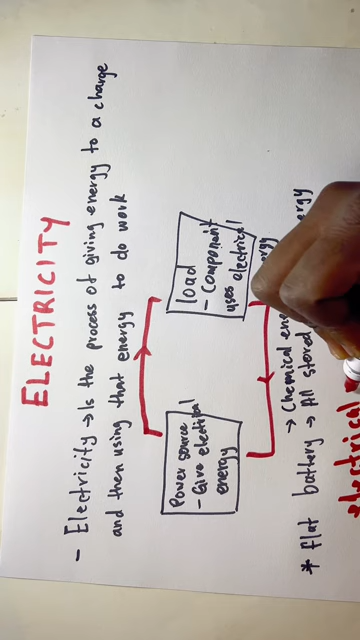 ELECTRICITY
- Electricity → Is the process of giving energy to a charge
and then using that energy to do work
Power source
- Give electrical
energy
load
- Component
uses electrical
→ Chemical
* flat battery → All stored
electrical